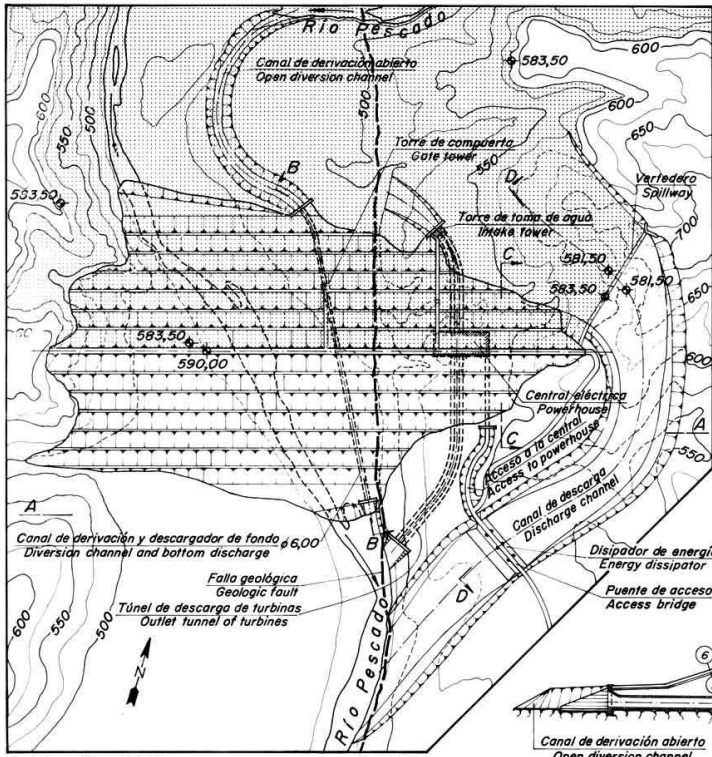 Río Pescado
600
583,50
600
650
Canal de derivación abierto
Open diversion channel
500
600
550
500
550
Torre de compuerta
Gate tower
B
D
Vertedero
Spillway
700
583,50
Torre de toma de agua
Intake tower
C
581,50
583,50
581,50
650
583,50
590,00
600
Central eléctrica
Powerhouse
C
A
550
Acceso a la central
Access to powerhouse
Canal de descarga
Discharge channel
A
Canal de derivación y descargador de fondo
ϕ6,00
Diversion channel and bottom discharge
B
Disipador de energía
Energy dissipator
Falla geológica
Geologic fault
Túnel de descarga de turbinas
Outlet tunnel of turbines
D
Puente de acceso
Access bridge
600
550
500
N
Río Pescado
6
Canal de derivación abierto
Open diversion channel